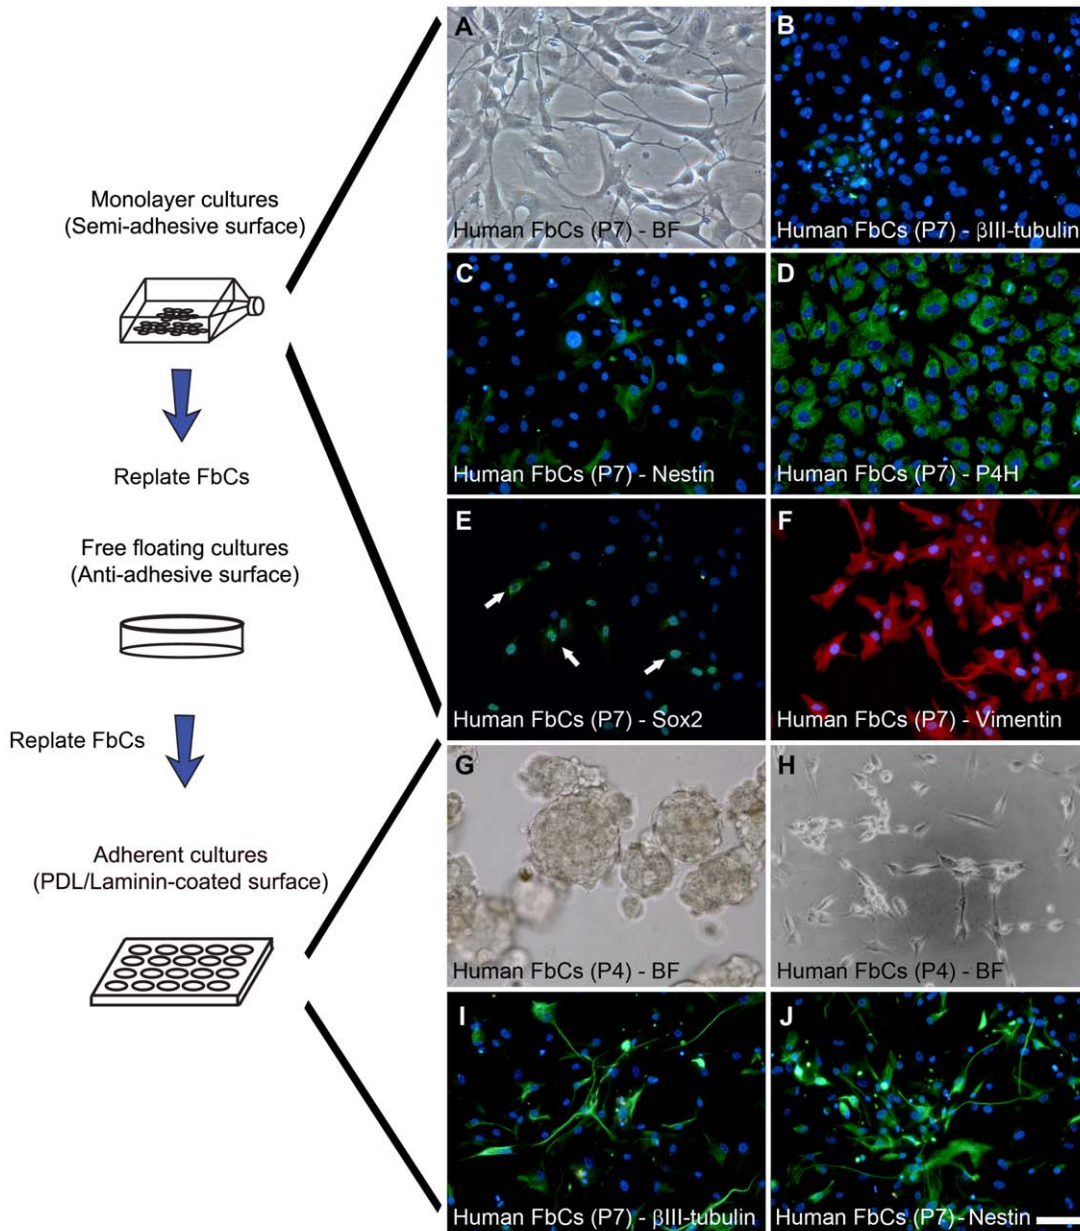 Monolayer cultures
(Semi-adhesive surface)
Replate FbCs
Free floating cultures
(Anti-adhesive surface)
Replate FbCs
Adherent cultures
(PDL/Laminin-coated surface)
A
Human FbCs (P7) - BF
B
Human FbCs (P7) - βIII-tubulin
C
Human FbCs (P7) - Nestin
D
Human FbCs (P7) - P4H
E
Human FbCs (P7) - Sox2
F
Human FbCs (P7) - Vimentin
G
Human FbCs (P4) - BF
H
Human FbCs (P4) - BF
I
Human FbCs (P7) - βIII-tubulin
J
Human FbCs (P7) - Nestin